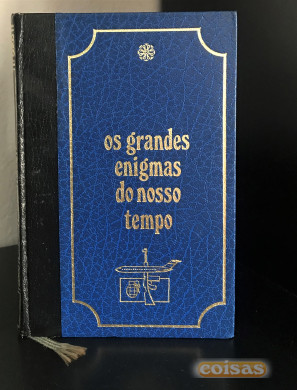 os grandes
enigmas
do nosso
tempo
coisas